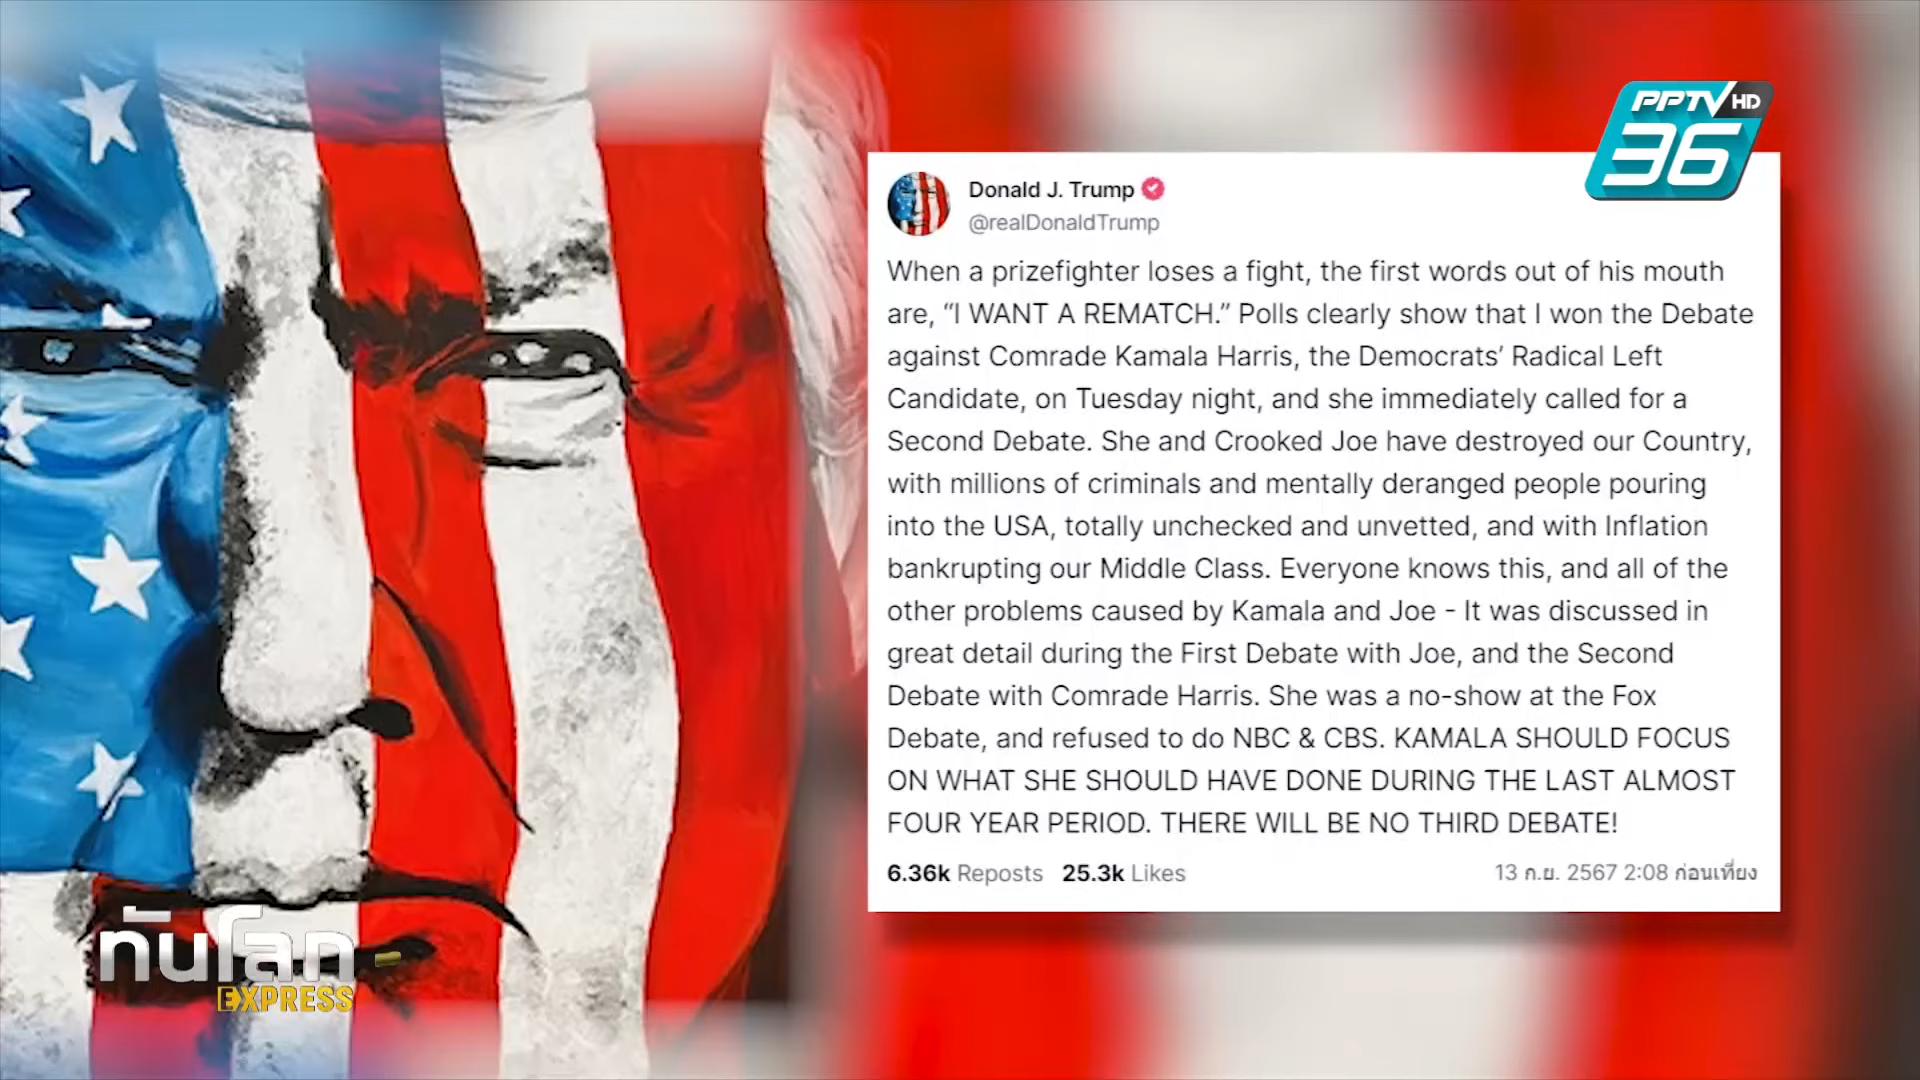 PPTV HD
36
Donald J. Trump
@realDonaldTrump
When a prizefighter loses a fight, the first words out of his mouth
are, “I WANT A REMATCH.” Polls clearly show that I won the Debate
against Comrade Kamala Harris, the Democrats’ Radical Left
Candidate, on Tuesday night, and she immediately called for a
Second Debate. She and Crooked Joe have destroyed our Country,
with millions of criminals and mentally deranged people pouring
into the USA, totally unchecked and unvetted, and with Inflation
bankrupting our Middle Class. Everyone knows this, and all of the
other problems caused by Kamala and Joe - It was discussed in
great detail during the First Debate with Joe, and the Second
Debate with Comrade Harris. She was a no-show at the Fox
Debate, and refused to do NBC & CBS. KAMALA SHOULD FOCUS
ON WHAT SHE SHOULD HAVE DONE DURING THE LAST ALMOST
FOUR YEAR PERIOD. THERE WILL BE NO THIRD DEBATE!
6.36k Reposts 25.3k Likes 13 ก.ย. 2567 2:08 ก่อนเที่ยง
ทันโลก
EXPRESS